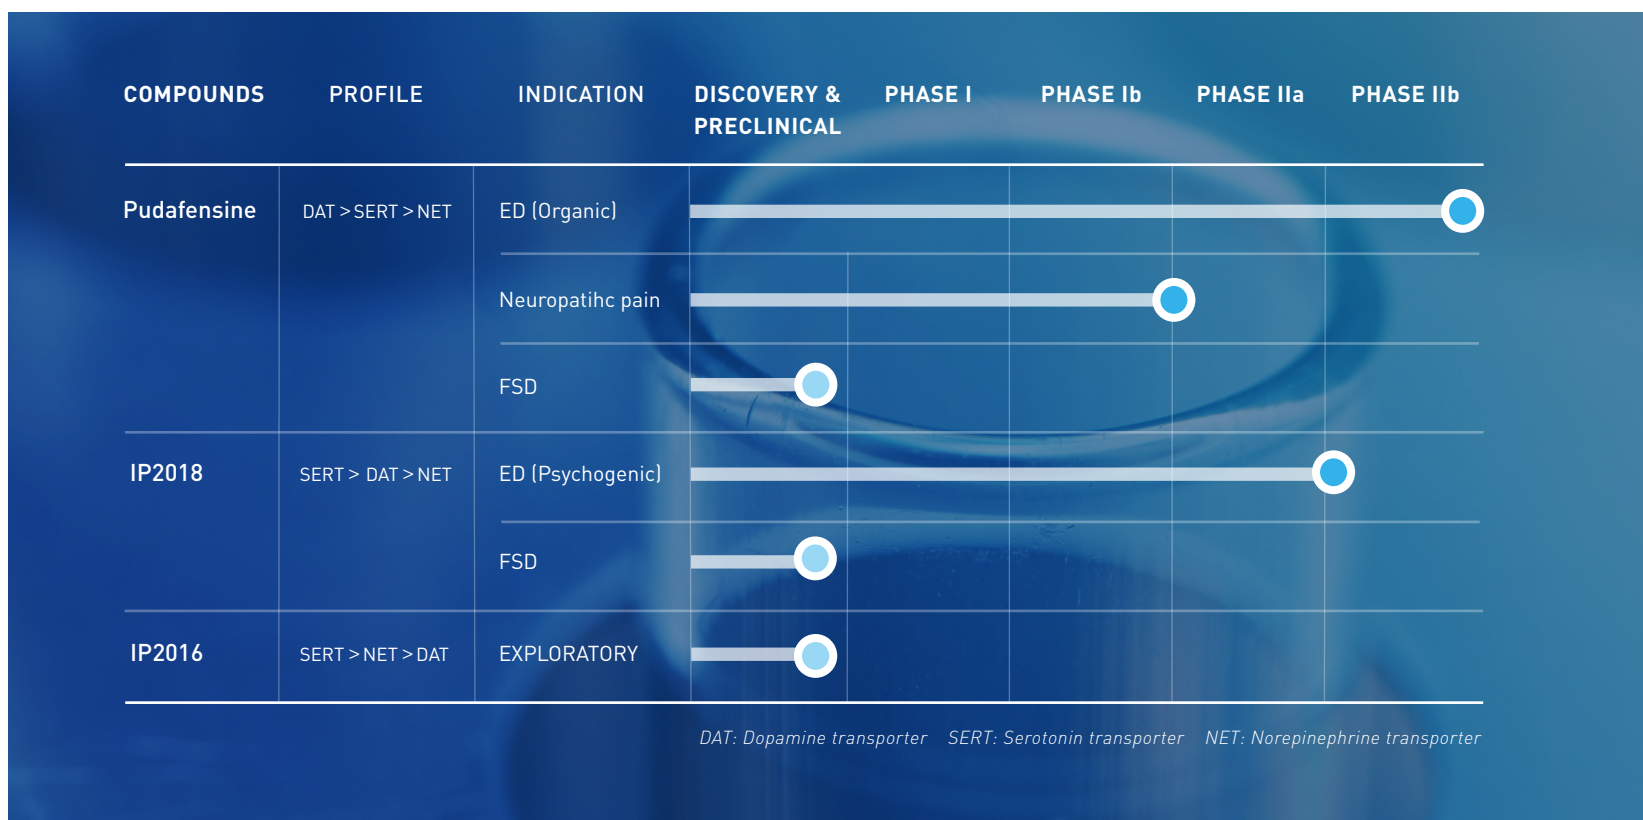 COMPOUNDS PROFILE INDICATION DISCOVERY & PHASE I PHASE Ib PHASE IIa PHASE IIb
PRECLINICAL
Pudafensine DAT > SERT > NET ED (Organic)
Neuropatihc pain
FSD
IP2018 SERT > DAT > NET ED (Psychogenic)
FSD
IP2016 SERT > NET > DAT EXPLORATORY
DAT: Dopamine transporter SERT: Serotonin transporter NET: Norepinephrine transporter